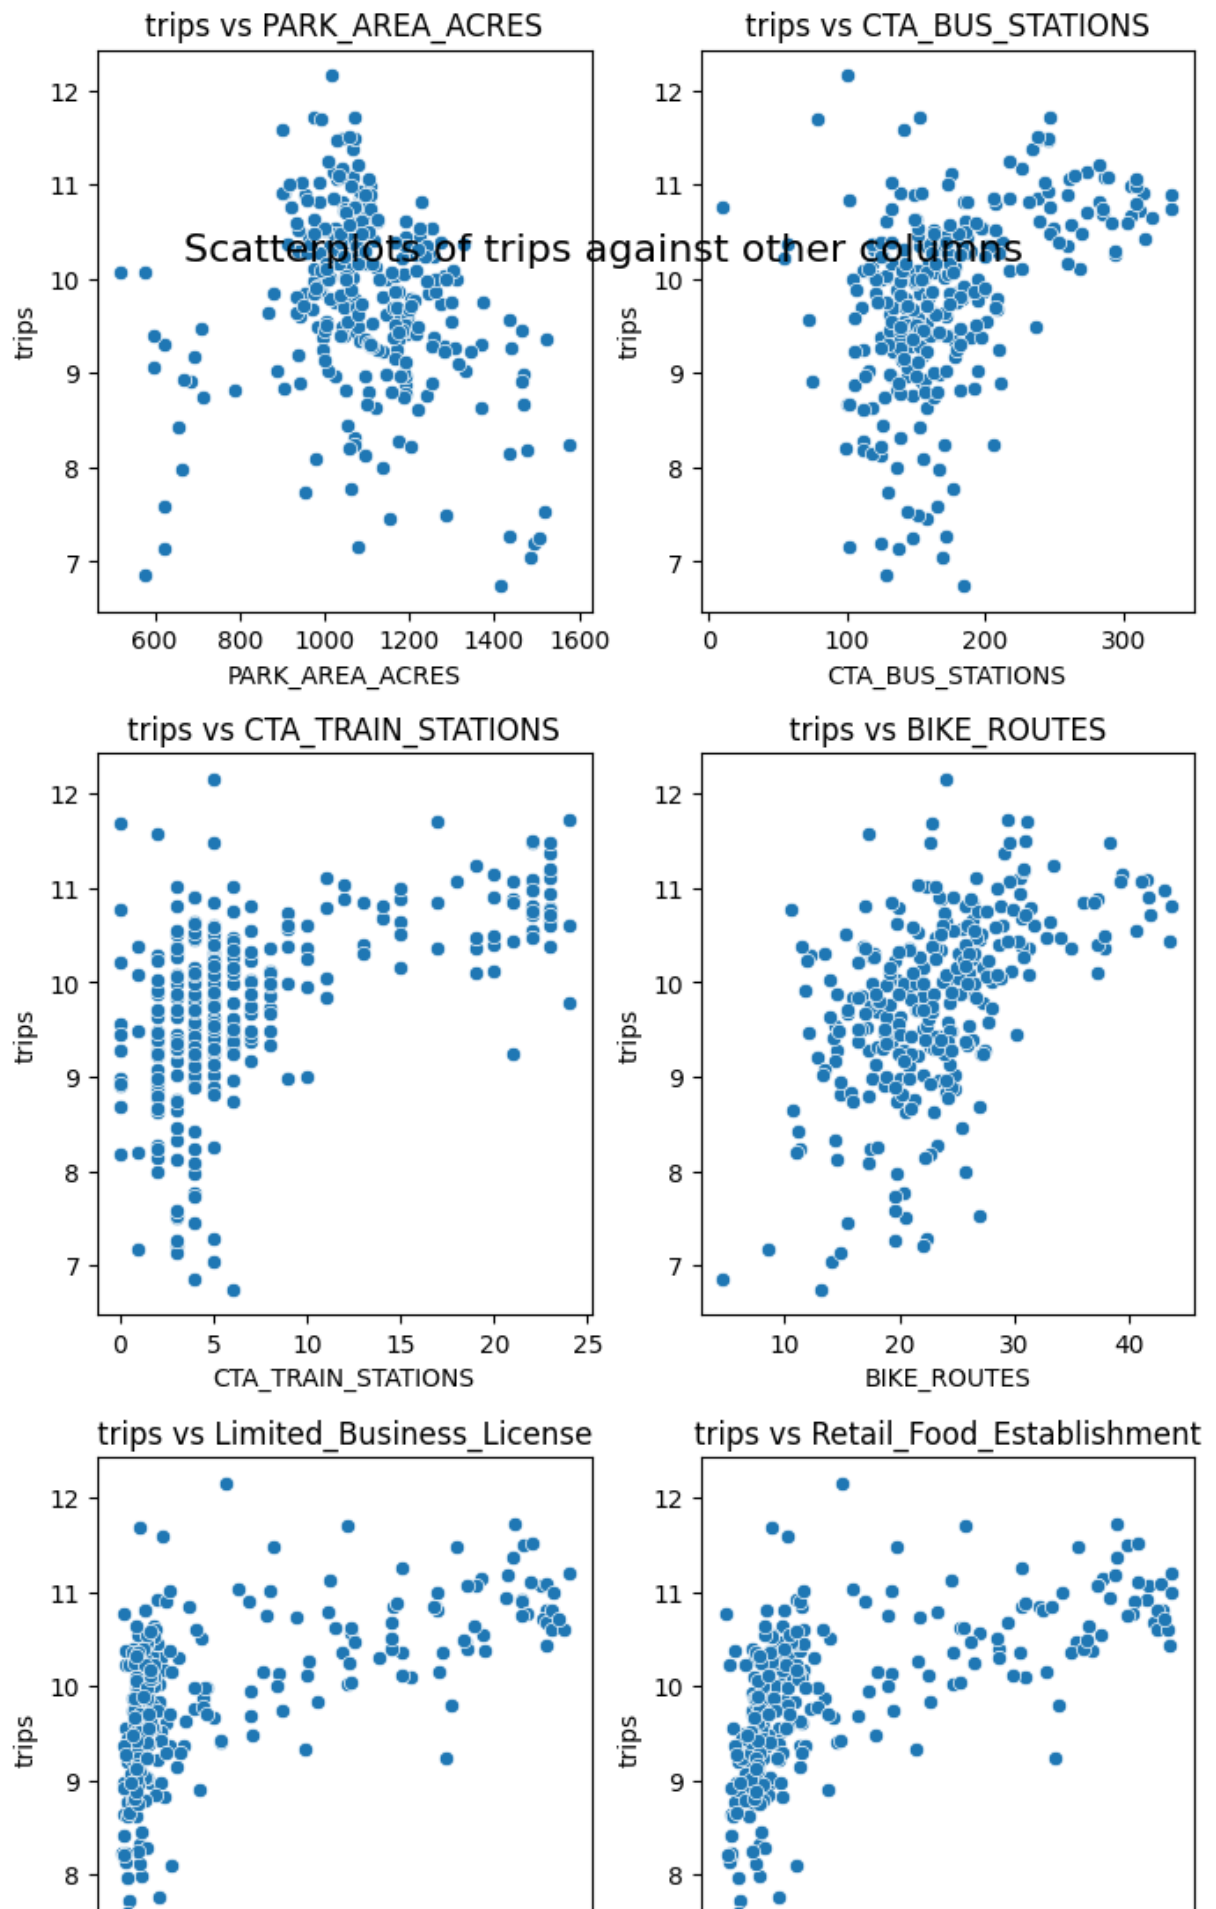 trips vs PARK_AREA_ACRES
trips vs CTA_BUS_STATIONS
12
11
10
9
8
7
trips
600 800 1000 1200 1400 1600
PARK_AREA_ACRES
12
11
10
9
8
7
trips
0 100 200 300
CTA_BUS_STATIONS
Scatterplots of trips against other columns
trips vs CTA_TRAIN_STATIONS
trips vs BIKE_ROUTES
12
11
10
9
8
7
trips
0 5 10 15 20 25
CTA_TRAIN_STATIONS
12
11
10
9
8
7
trips
10 20 30 40
BIKE_ROUTES
trips vs Limited_Business_License
trips vs Retail_Food_Establishment
12
11
10
9
8
trips
12
11
10
9
8
trips